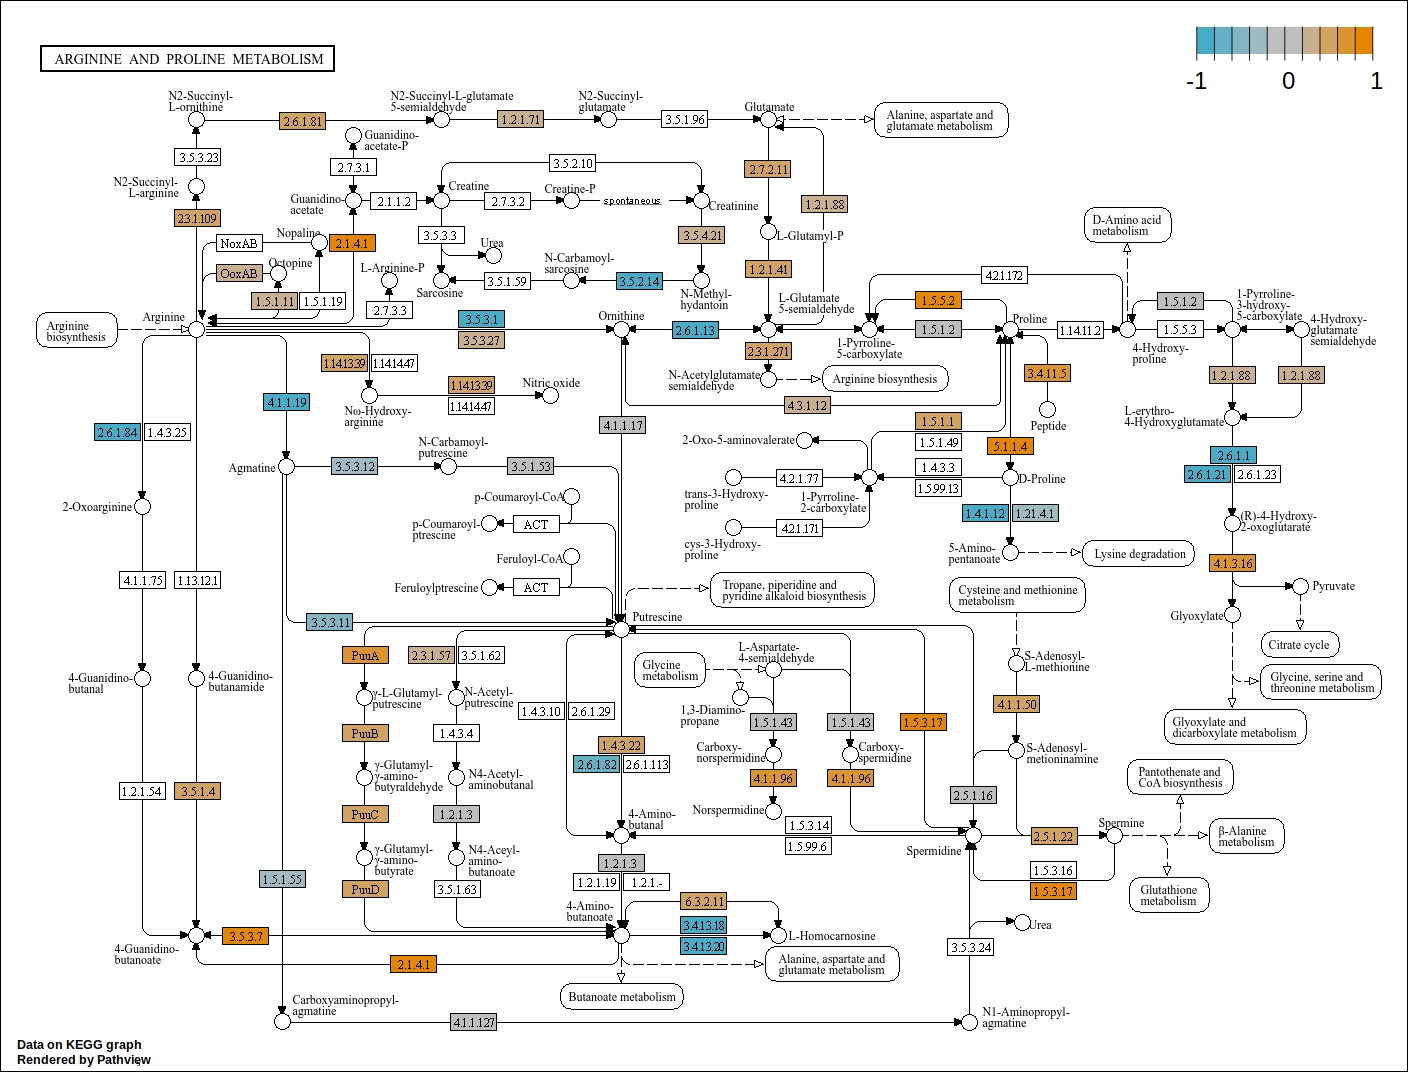 ARGININE AND PROLINE METABOLISM
-1
0
1
N2-Succinyl-
L-ornithine
2.6.1.81
N2-Succinyl-L-glutamate
5-semialdehyde
1.2.1.71
N2-Succinyl-
glutamate
3.5.1.96
Glutamate
Alanine, aspartate and
glutamate metabolism
3.5.3.23
Guanidino-
acetate-P
2.7.3.1
3.5.2.10
2.7.2.11
N2-Succinyl-
L-arginine
Guanidino-
acetate
2.1.1.2
Creatine
2.7.3.2
Creatine-P
spontaneous
Creatinine
1.2.1.88
2.3.1.109
NoxAB
Nopaline
2.1.4.1
3.5.3.3
Urea
3.5.4.21
L-Glutamyl-P
D-Amino acid
metabolism
OoxAB
Octopine
L-Arginine-P
Sarcosine
3.5.1.59
N-Carbamoyl-
sarcosine
3.5.2.14
N-Methyl-
hydantoin
1.2.1.41
4.2.1.172
1.5.1.11
1.5.1.19
2.7.3.3
L-Glutamate
5-semialdehyde
1.5.5.2
1.5.1.2
1-Pyrroline-
3-hydroxy-
5-carboxylate
Arginine
biosynthesis
Arginine
3.5.3.1
3.5.3.27
Ornithine
2.6.1.13
1.5.1.2
1-Pyrroline-
5-carboxylate
Proline
1.14.11.2
4-Hydroxy-
proline
1.5.5.3
4-Hydroxy-
glutamate
semialdehyde
1.14.13.39
1.14.14.47
2.3.1.271
N-Acetylglutamate
semialdehyde
Arginine biosynthesis
3.4.11.5
1.2.1.88
1.2.1.88
1.14.13.39
1.14.14.47
Nitric oxide
Nω-Hydroxy-
arginine
4.1.1.19
4.3.1.12
Peptide
L-erythro-
4-Hydroxyglutamate
2.6.1.84
1.4.3.25
4.1.1.17
1.5.1.1
1.5.1.49
2-Oxo-5-aminovalerate
5.1.1.4
2.6.1.1
2.6.1.21
2.6.1.23
Agmatine
3.5.3.12
N-Carbamoyl-
putrescine
3.5.1.53
1.4.3.3
1.5.99.13
D-Proline
trans-3-Hydroxy-
proline
4.2.1.77
1-Pyrroline-
2-carboxylate
2-Oxoarginine
p-Coumaroyl-CoA
p-Coumaroyl-
ptrescine
ACT
cys-3-Hydroxy-
proline
4.2.1.171
1.4.1.12
1.21.4.1
(R)-4-Hydroxy-
2-oxoglutarate
5-Amino-
pentanoate
Lysine degradation
Feruloyl-CoA
Feruloylptrescine
ACT
4.1.3.16
4.1.1.75
1.13.12.1
Tropane, piperidine and
pyridine alkaloid biosynthesis
Cysteine and methionine
metabolism
Pyruvate
Glyoxylate
3.5.3.11
Putrescine
Citrate cycle
PuuA
2.3.1.57
3.5.1.62
Glycine
metabolism
L-Aspartate-
4-semialdehyde
S-Adenosyl-
L-methionine
Glycine, serine and
threonine metabolism
4-Guanidino-
butanal
4-Guanidino-
butanamide
γ-L-Glutamyl-
putrescine
N-Acetyl-
putrescine
1,3-Diamino-
propane
1.4.3.10
2.6.1.29
4.1.1.50
Glyoxylate and
dicarboxylate metabolism
PuuB
1.4.3.4
1.4.3.22
2.6.1.82
2.6.1.113
1.5.1.43
1.5.1.43
1.5.3.17
Carboxy-
norspermidine
Carboxy-
spermidine
S-Adenosyl-
metioninamine
γ-Glutamyl-
γ-amino-
butyraldehyde
N4-Acetyl-
aminobutanal
4.1.1.96
4.1.1.96
Pantothenate and
CoA biosynthesis
1.2.1.54
3.5.1.4
PuuC
1.2.1.3
Norspermidine
2.5.1.16
4-Amino-
butanal
1.5.3.14
1.5.99.6
Spermidine
2.5.1.22
Spermine
β-Alanine
metabolism
γ-Glutamyl-
γ-amino-
butyrate
N4-Aceyl-
amino-
butanoate
1.2.1.3
1.2.1.19
1.2.1.-
1.5.3.16
1.5.3.17
Glutathione
metabolism
1.5.1.55
PuuD
3.5.1.63
4-Amino-
butanoate
6.3.2.11
3.4.13.18
3.4.13.20
L-Homocarnosine
Urea
4-Guanidino-
butanoate
3.5.3.7
2.1.4.1
3.5.3.24
Alanine, aspartate and
glutamate metabolism
Butanoate metabolism
Carboxyaminopropyl-
agmatine
4.1.1.127
N1-Aminopropyl-
agmatine
Data on KEGG graph
Rendered by Pathview